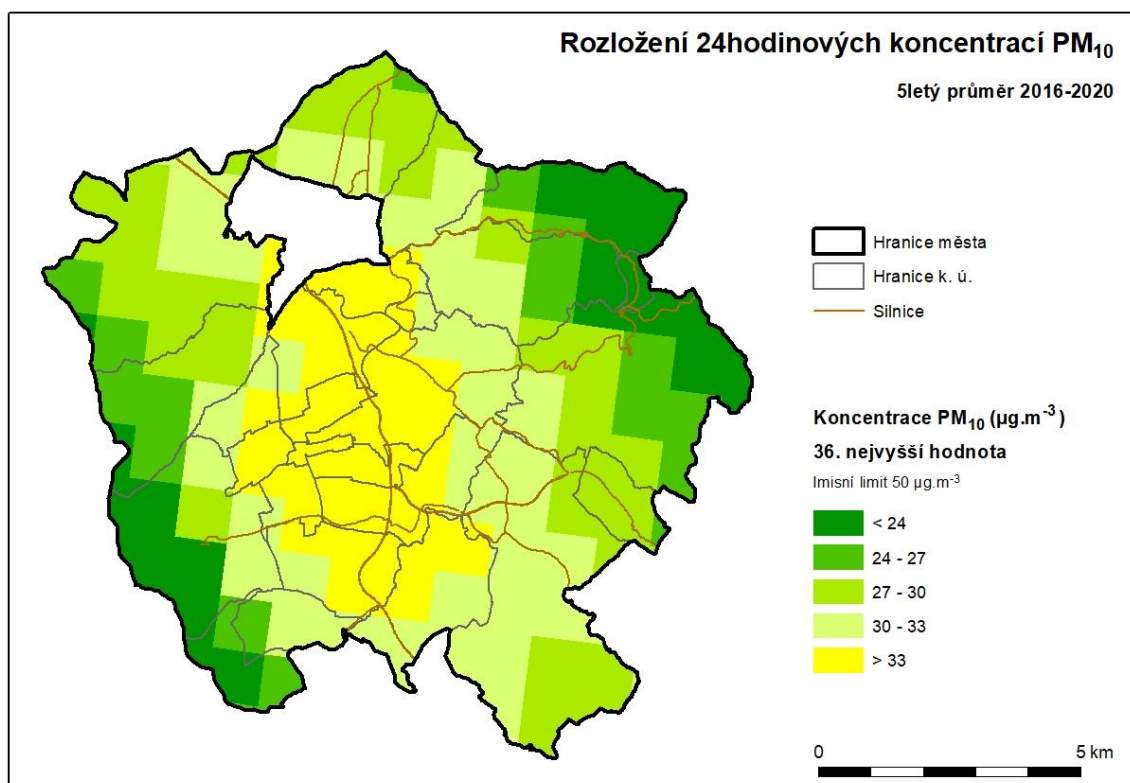 Rozložení 24hodinových koncentrací PM₁₀
5letý průměr 2016-2020
Hranice města
Hranice k. ú.
Silnice
Koncentrace PM₁₀ (µg.m⁻³)
36. nejvyšší hodnota
Imisní limit 50 µg.m⁻³
< 24
24 - 27
27 - 30
30 - 33
> 33
0 5 km